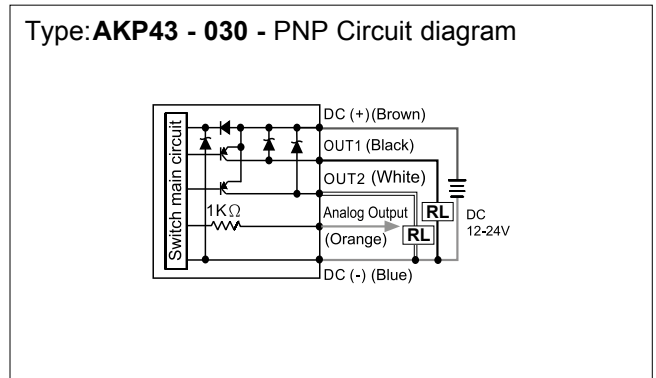 Type:AKP43 - 030 - PNP Circuit diagram
Switch main circuit
DC (+)(Brown)
OUT1 (Black)
OUT2 (White)
1KΩ
Analog Output
(Orange)
RL
RL
DC
12-24V
DC (-) (Blue)